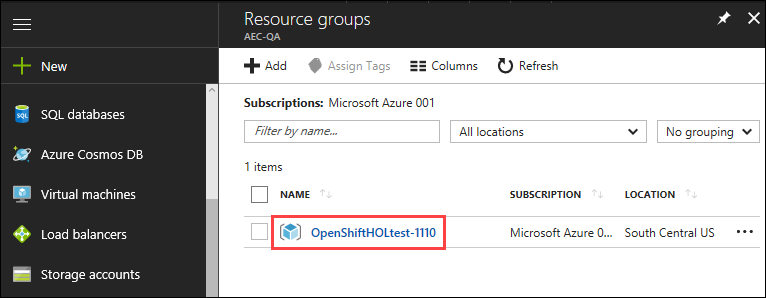 Resource groups
AEC-QA
New
SQL databases
Azure Cosmos DB
Virtual machines
Load balancers
Storage accounts
Add Assign Tags Columns Refresh
Subscriptions: Microsoft Azure 001
Filter by name... All locations No grouping
1 items
NAME SUBSCRIPTION LOCATION
OpenShiftHOLtest-1110 Microsoft Azure 0... South Central US